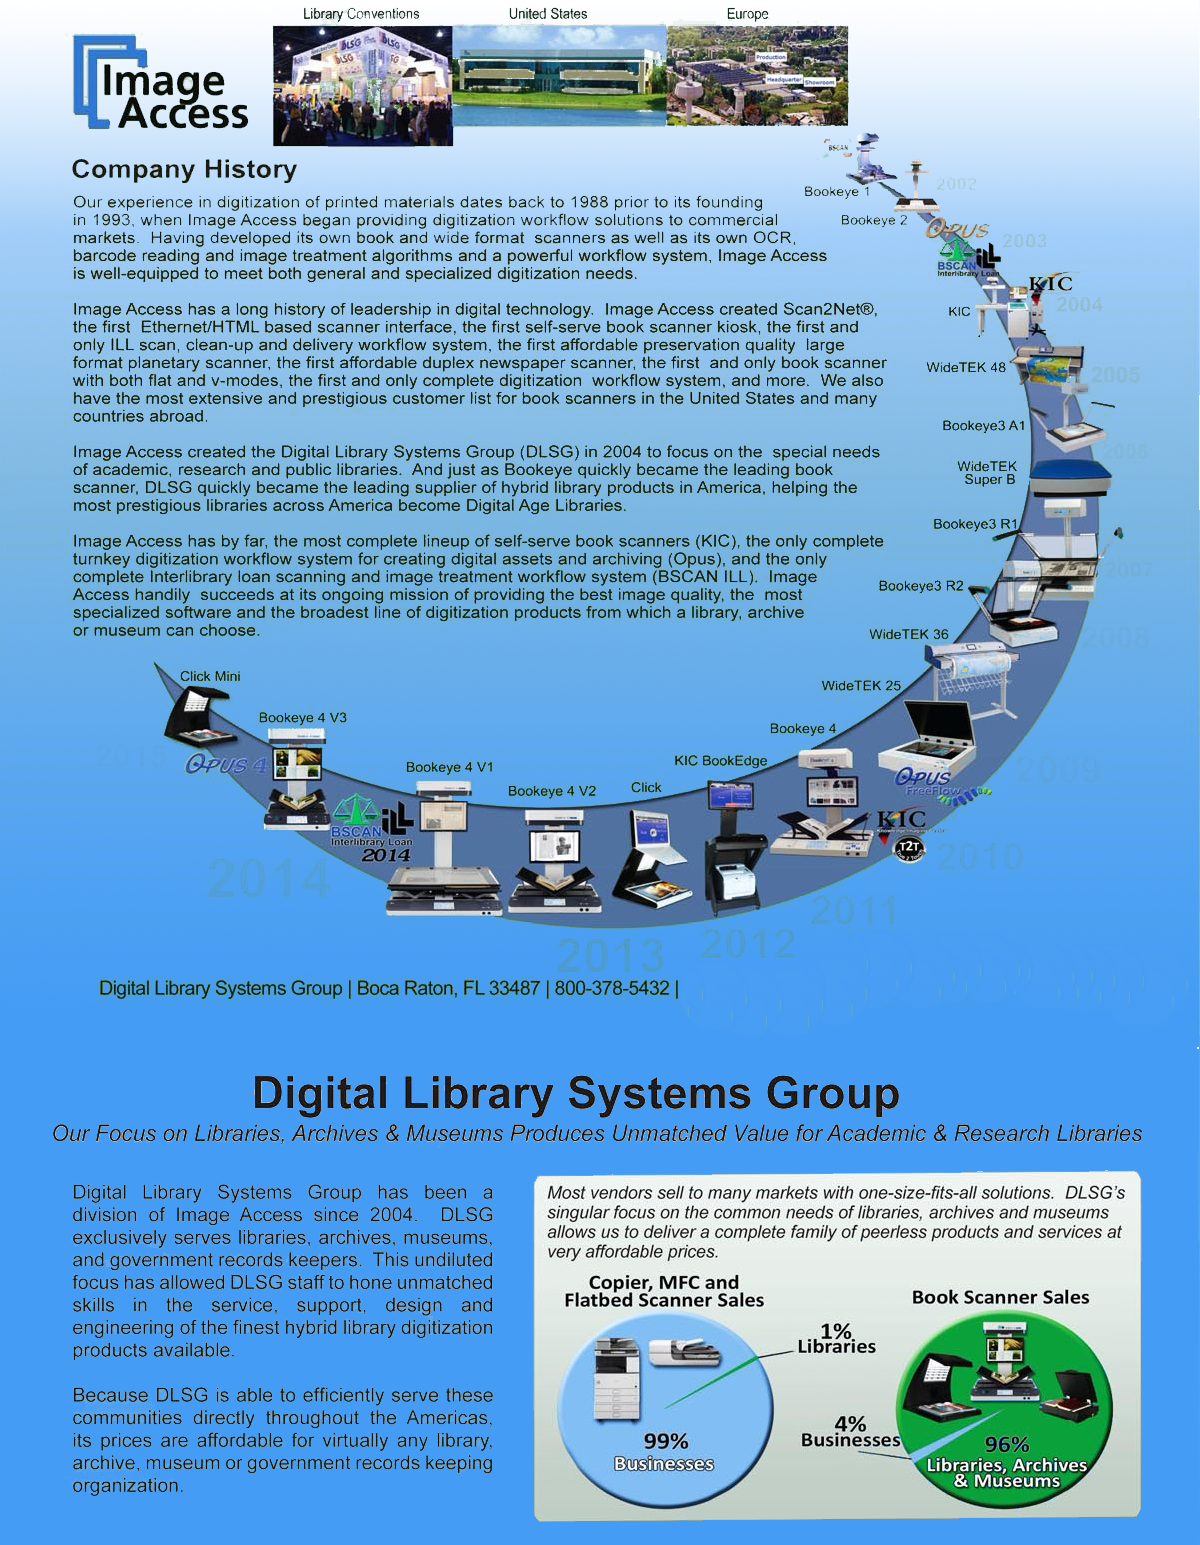 Library Conventions
United States
Europe
Image
Access
Production
Headquarter
Showroom
Company History
Our experience in digitization of printed materials dates back to 1988 prior to its founding
in 1993, when Image Access began providing digitization workflow solutions to commercial
markets. Having developed its own book and wide format scanners as well as its own OCR,
barcode reading and image treatment algorithms and a powerful workflow system, Image Access
is well-equipped to meet both general and specialized digitization needs.
Image Access has a long history of leadership in digital technology. Image Access created Scan2Net®,
the first Ethernet/HTML based scanner interface, the first self-serve book scanner kiosk, the first and
only ILL scan, clean-up and delivery workflow system, the first affordable preservation quality large
format planetary scanner, the first affordable duplex newspaper scanner, the first and only book scanner
with both flat and v-modes, the first and only complete digitization workflow system, and more. We also
have the most extensive and prestigious customer list for book scanners in the United States and many
countries abroad.
Image Access created the Digital Library Systems Group (DLSG) in 2004 to focus on the special needs
of academic, research and public libraries. And just as Bookeye quickly became the leading book
scanner, DLSG quickly became the leading supplier of hybrid library products in America, helping the
most prestigious libraries across America become Digital Age Libraries.
Image Access has by far, the most complete lineup of self-serve book scanners (KIC), the only complete
turnkey digitization workflow system for creating digital assets and archiving (Opus), and the only
complete Interlibrary loan scanning and image treatment workflow system (BSCAN ILL). Image
Access handily succeeds at its ongoing mission of providing the best image quality, the most
specialized software and the broadest line of digitization products from which a library, archive
or museum can choose.
BSCAN
Bookeye 1
2002
Bookeye 2
OPUS
2003
BSCAN ILL
Interlibrary Loan
KIC
2004
KIC
WideTEK 48
2005
Bookeye3 A1
2006
WideTEK
Super B
Bookeye3 R1
2007
Bookeye3 R2
2008
WideTEK 36
WideTEK 25
2009
OPUS
FreeFlow
Bookeye 4
KIC
T2T
2010
2011
KIC BookEdge
2012
Click
2013
Bookeye 4 V2
Bookeye 4 V1
BSCAN ILL
Interlibrary Loan
2014
Bookeye 4 V3
2014
OPUS 4
Click Mini
2015
Digital Library Systems Group | Boca Raton, FL 33487 | 800-378-5432 |
Digital Library Systems Group
Our Focus on Libraries, Archives & Museums Produces Unmatched Value for Academic & Research Libraries
Digital Library Systems Group has been a
division of Image Access since 2004. DLSG
exclusively serves libraries, archives, museums,
and government records keepers. This undiluted
focus has allowed DLSG staff to hone unmatched
skills in the service, support, design and
engineering of the finest hybrid library digitization
products available.
Because DLSG is able to efficiently serve these
communities directly throughout the Americas,
its prices are affordable for virtually any library,
archive, museum or government records keeping
organization.
Most vendors sell to many markets with one-size-fits-all solutions. DLSG's
singular focus on the common needs of libraries, archives and museums
allows us to deliver a complete family of peerless products and services at
very affordable prices.
Copier, MFC and
Flatbed Scanner Sales
1%
Libraries
99%
Businesses
Book Scanner Sales
4%
Businesses
96%
Libraries, Archives
& Museums